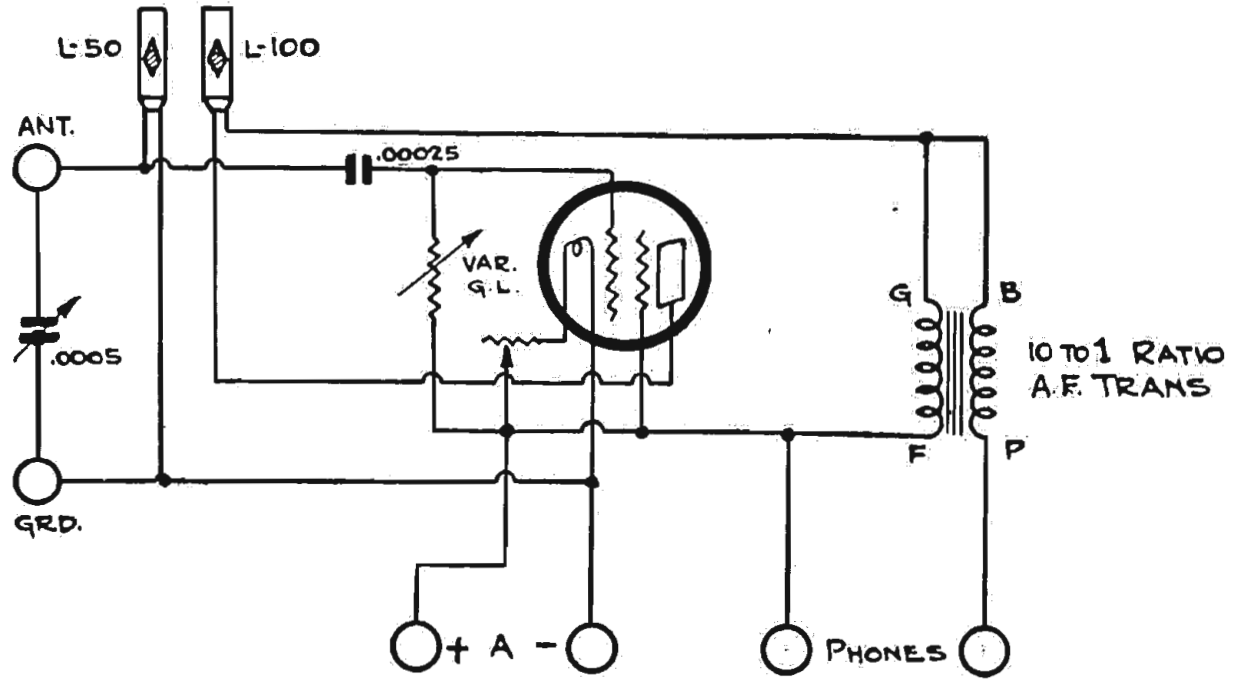 L-50
L-100
ANT.
.00025
VAR.
G.L.
.0005
GRD.
G
B
10 TO 1 RATIO
A.F. TRANS
F
P
+ A -
PHONES